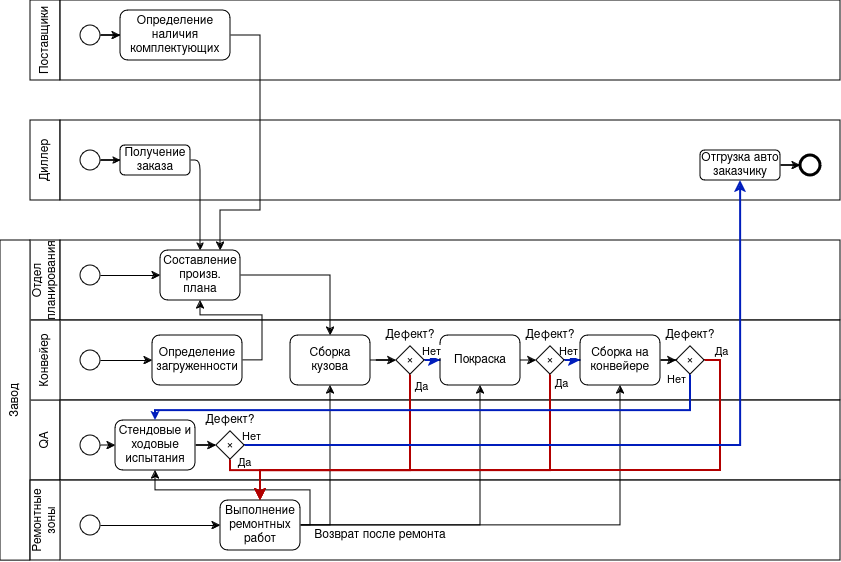 Поставщики
Определение
наличия
комплектующих
Диллер
Получение
заказа
Отгрузка авто
заказчику
Завод
Отдел
планирования
Составление
произв.
плана
Конвейер
Определение
загруженности
Сборка
кузова
Дефект?
Нет
Да
Покраска
Дефект?
Нет
Да
Сборка на
конвейере
Дефект?
Да
Нет
QA
Стендовые и
ходовые
испытания
Дефект?
Нет
Да
Ремонтные
зоны
Выполнение
ремонтных
работ
Возврат после ремонта